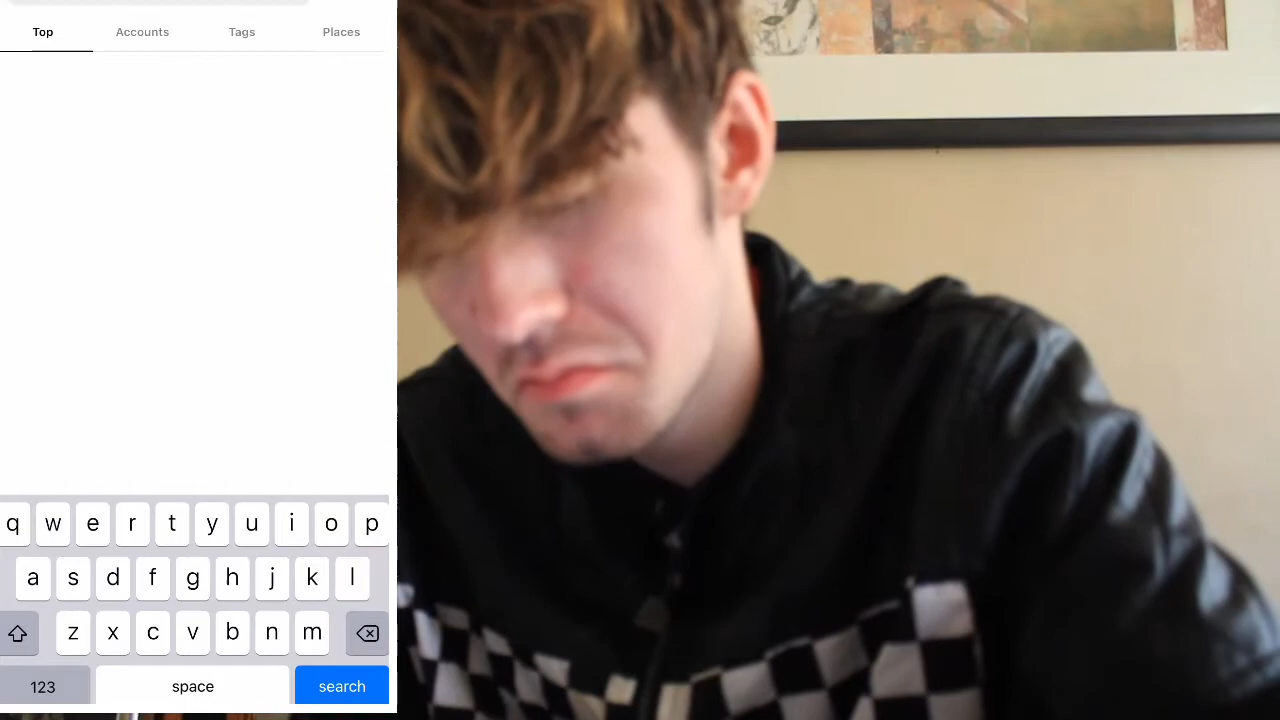 Top Accounts Tags Places
q w e r t y u i o p
a s d f g h j k l
z x c v b n m
123 space search